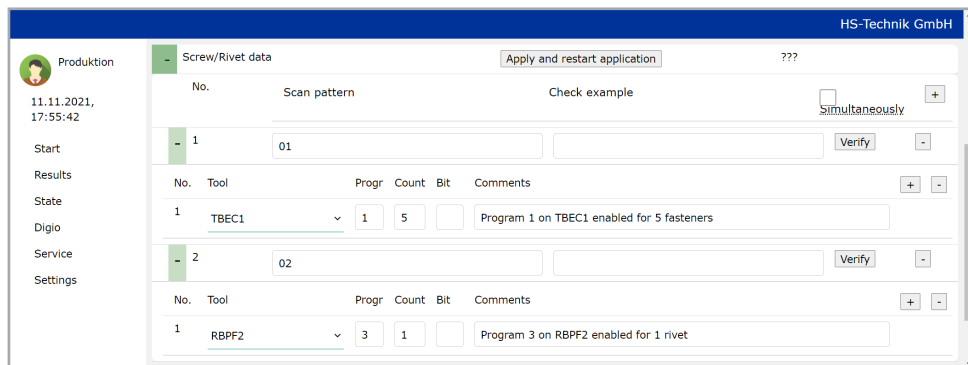 HS-Technik GmbH
Produktion
11.11.2021,
17:55:42
Start
Results
State
Digio
Service
Settings
- Screw/Rivet data Apply and restart application ???
No. Scan pattern Check example Simultaneously +
- 1 01 Verify -
No. Tool Progr Count Bit Comments + -
1 TBEC1 1 5 Program 1 on TBEC1 enabled for 5 fasteners
- 2 02 Verify -
No. Tool Progr Count Bit Comments + -
1 RBPF2 3 1 Program 3 on RBPF2 enabled for 1 rivet